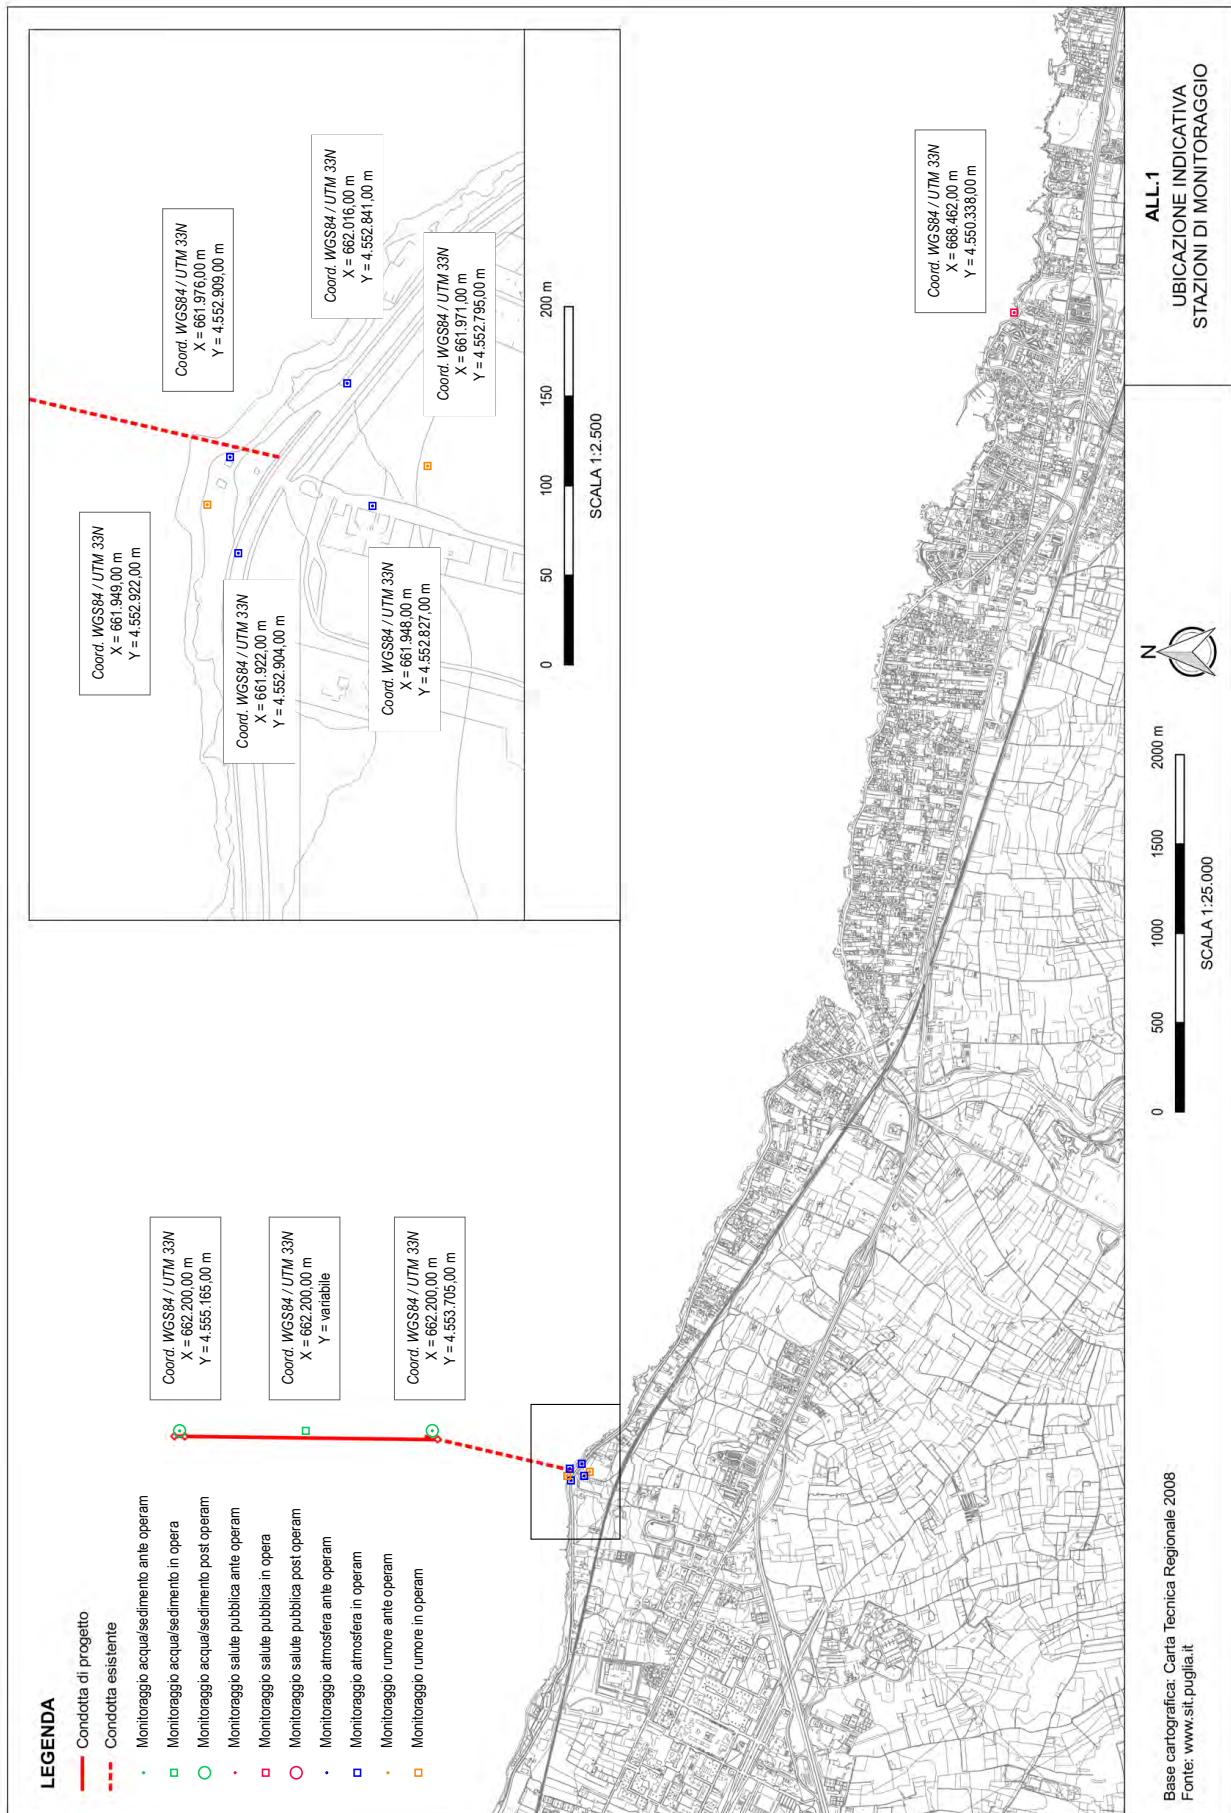 LEGENDA
Condotta di progetto
Condotta esistente
Monitoraggio acqua/sedimento ante operam
Monitoraggio acqua/sedimento in opera
Monitoraggio acqua/sedimento post operam
Monitoraggio salute pubblica ante operam
Monitoraggio salute pubblica in opera
Monitoraggio salute pubblica post operam
Monitoraggio atmosfera ante operam
Monitoraggio atmosfera in operam
Monitoraggio rumore ante operam
Monitoraggio rumore in operam
Coord. WGS84 / UTM 33N
X = 662.200,00 m
Y = 4.555.165,00 m
Coord. WGS84 / UTM 33N
X = 662.200,00 m
Y = variabile
Coord. WGS84 / UTM 33N
X = 662.200,00 m
Y = 4.553.705,00 m
Coord. WGS84 / UTM 33N
X = 661.949,00 m
Y = 4.552.922,00 m
Coord. WGS84 / UTM 33N
X = 661.976,00 m
Y = 4.552.909,00 m
Coord. WGS84 / UTM 33N
X = 661.922,00 m
Y = 4.552.904,00 m
Coord. WGS84 / UTM 33N
X = 662.016,00 m
Y = 4.552.841,00 m
Coord. WGS84 / UTM 33N
X = 661.948,00 m
Y = 4.552.827,00 m
Coord. WGS84 / UTM 33N
X = 661.971,00 m
Y = 4.552.795,00 m
0 50 100 150 200 m
SCALA 1:2.500
Coord. WGS84 / UTM 33N
X = 668.462,00 m
Y = 4.550.338,00 m
Base cartografica: Carta Tecnica Regionale 2008
Fonte: www.sit.puglia.it
0 500 1000 1500 2000 m
SCALA 1:25.000
N
ALL.1
UBICAZIONE INDICATIVA
STAZIONI DI MONITORAGGIO